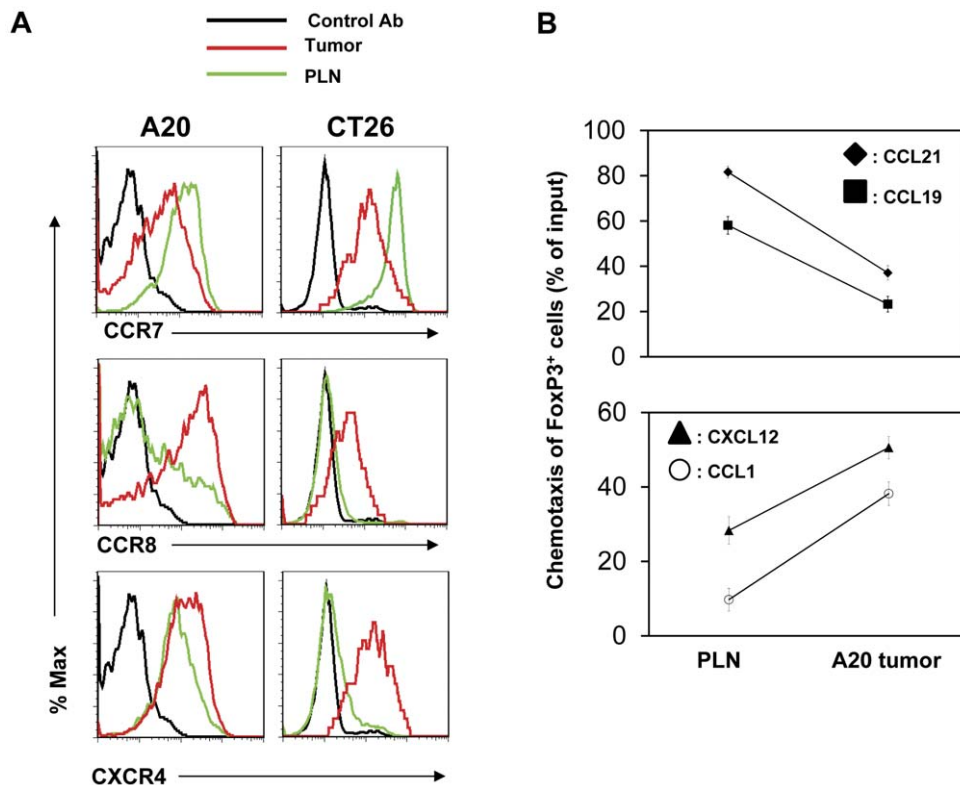 A
Control Ab
Tumor
PLN
A20
CT26
CCR7
CCR8
CXCR4
% Max
B
Chemotaxis of FoxP3⁺ cells (% of input)
100
80
60
40
20
0
: CCL21
: CCL19
60
40
20
0
: CXCL12
: CCL1
PLN
A20 tumor